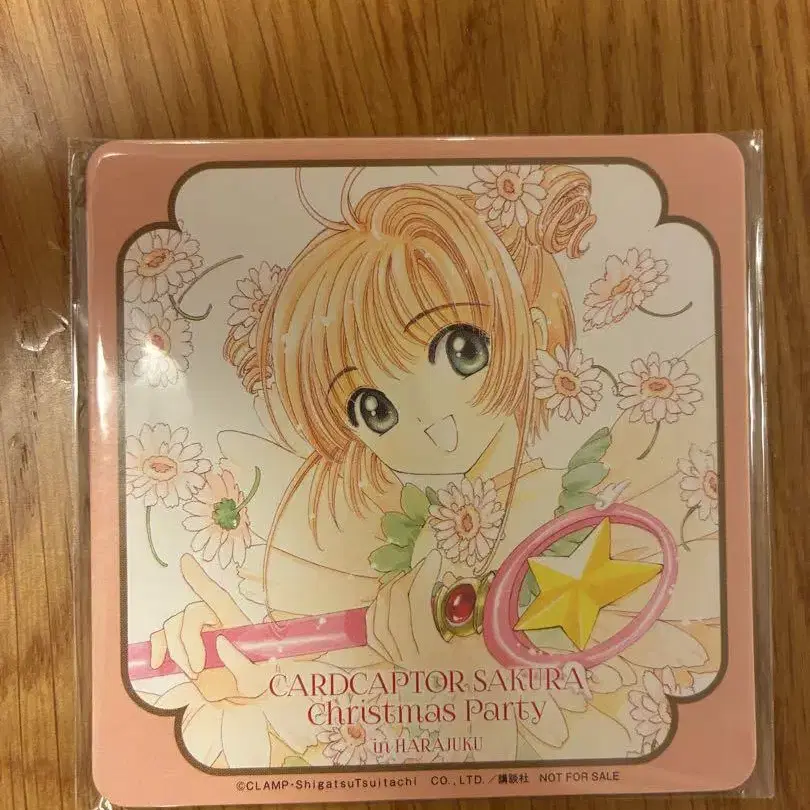 CARDCAPTOR SAKURA
Christmas Party
in HARAJUKU
©CLAMP・ShigatsuTsuitachi CO.,LTD.／講談社 NOT FOR SALE